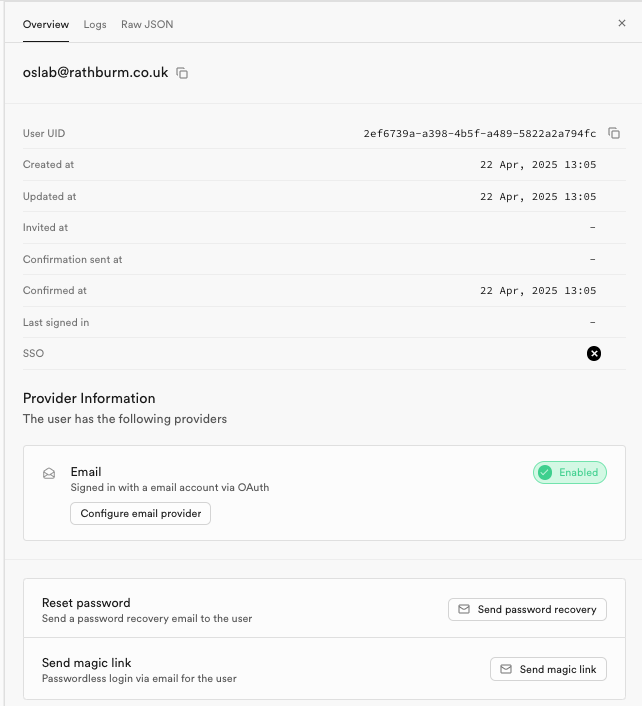 Overview Logs Raw JSON
oslab@rathburm.co.uk
User UID 2ef6739a-a398-4b5f-a489-5822a2a794fc
Created at 22 Apr, 2025 13:05
Updated at 22 Apr, 2025 13:05
Invited at -
Confirmation sent at -
Confirmed at 22 Apr, 2025 13:05
Last signed in -
SSO
Provider Information
The user has the following providers
Email
Enabled
Signed in with a email account via OAuth
Configure email provider
Reset password
Send a password recovery email to the user
Send password recovery
Send magic link
Passwordless login via email for the user
Send magic link